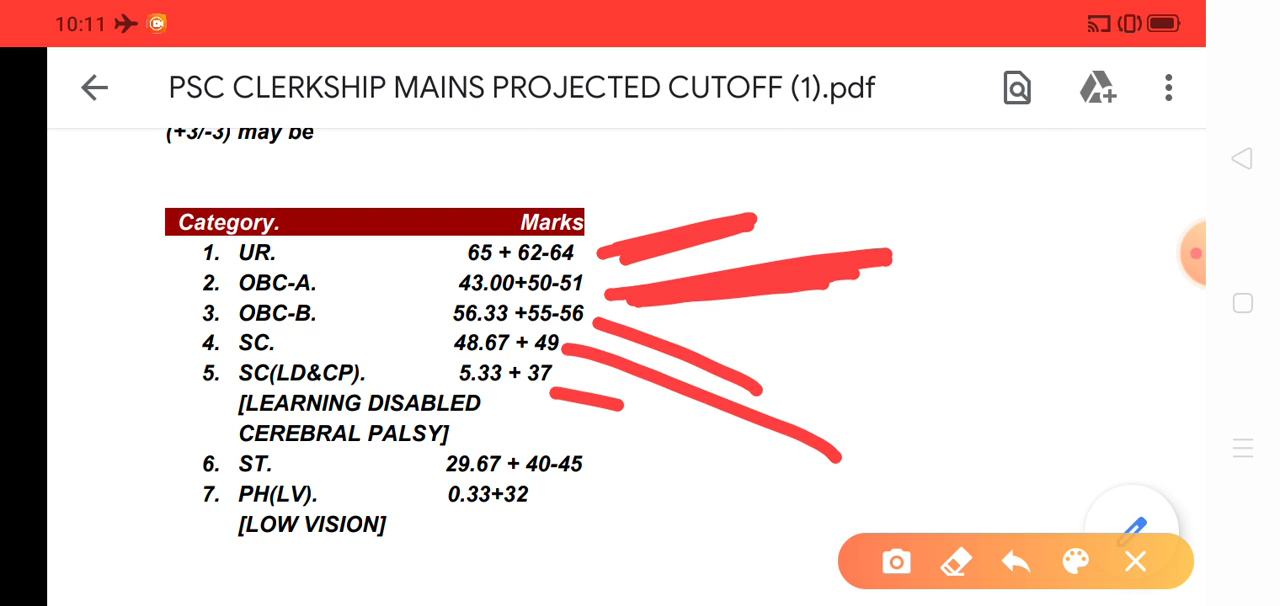 10:11
PSC CLERKSHIP MAINS PROJECTED CUTOFF (1).pdf
(+3/-3) may be
Category. Marks
1. UR. 65 + 62-64
2. OBC-A. 43.00+50-51
3. OBC-B. 56.33 +55-56
4. SC. 48.67 + 49
5. SC(LD&CP). 5.33 + 37
[LEARNING DISABLED
CEREBRAL PALSY]
6. ST. 29.67 + 40-45
7. PH(LV). 0.33+32
[LOW VISION]